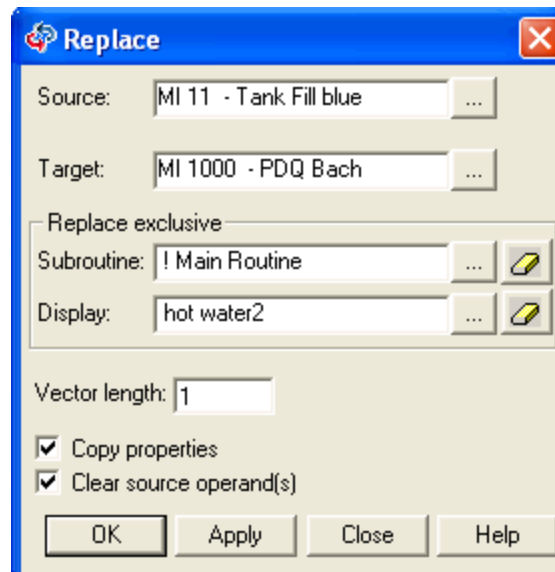 Replace
Source: MI 11 - Tank Fill blue ...
Target: MI 1000 - PDQ Bach ...
Replace exclusive
Subroutine: ! Main Routine ...
Display: hot water2 ...
Vector length: 1
Copy properties
Clear source operand(s)
OK Apply Close Help